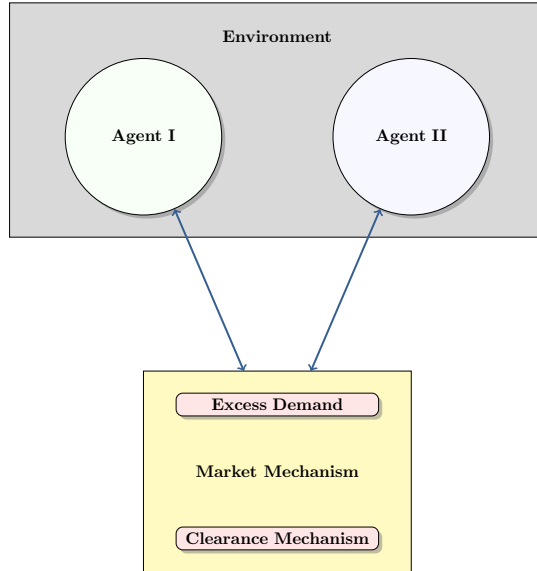 Environment
Agent I
Agent II
Excess Demand
Market Mechanism
Clearance Mechanism